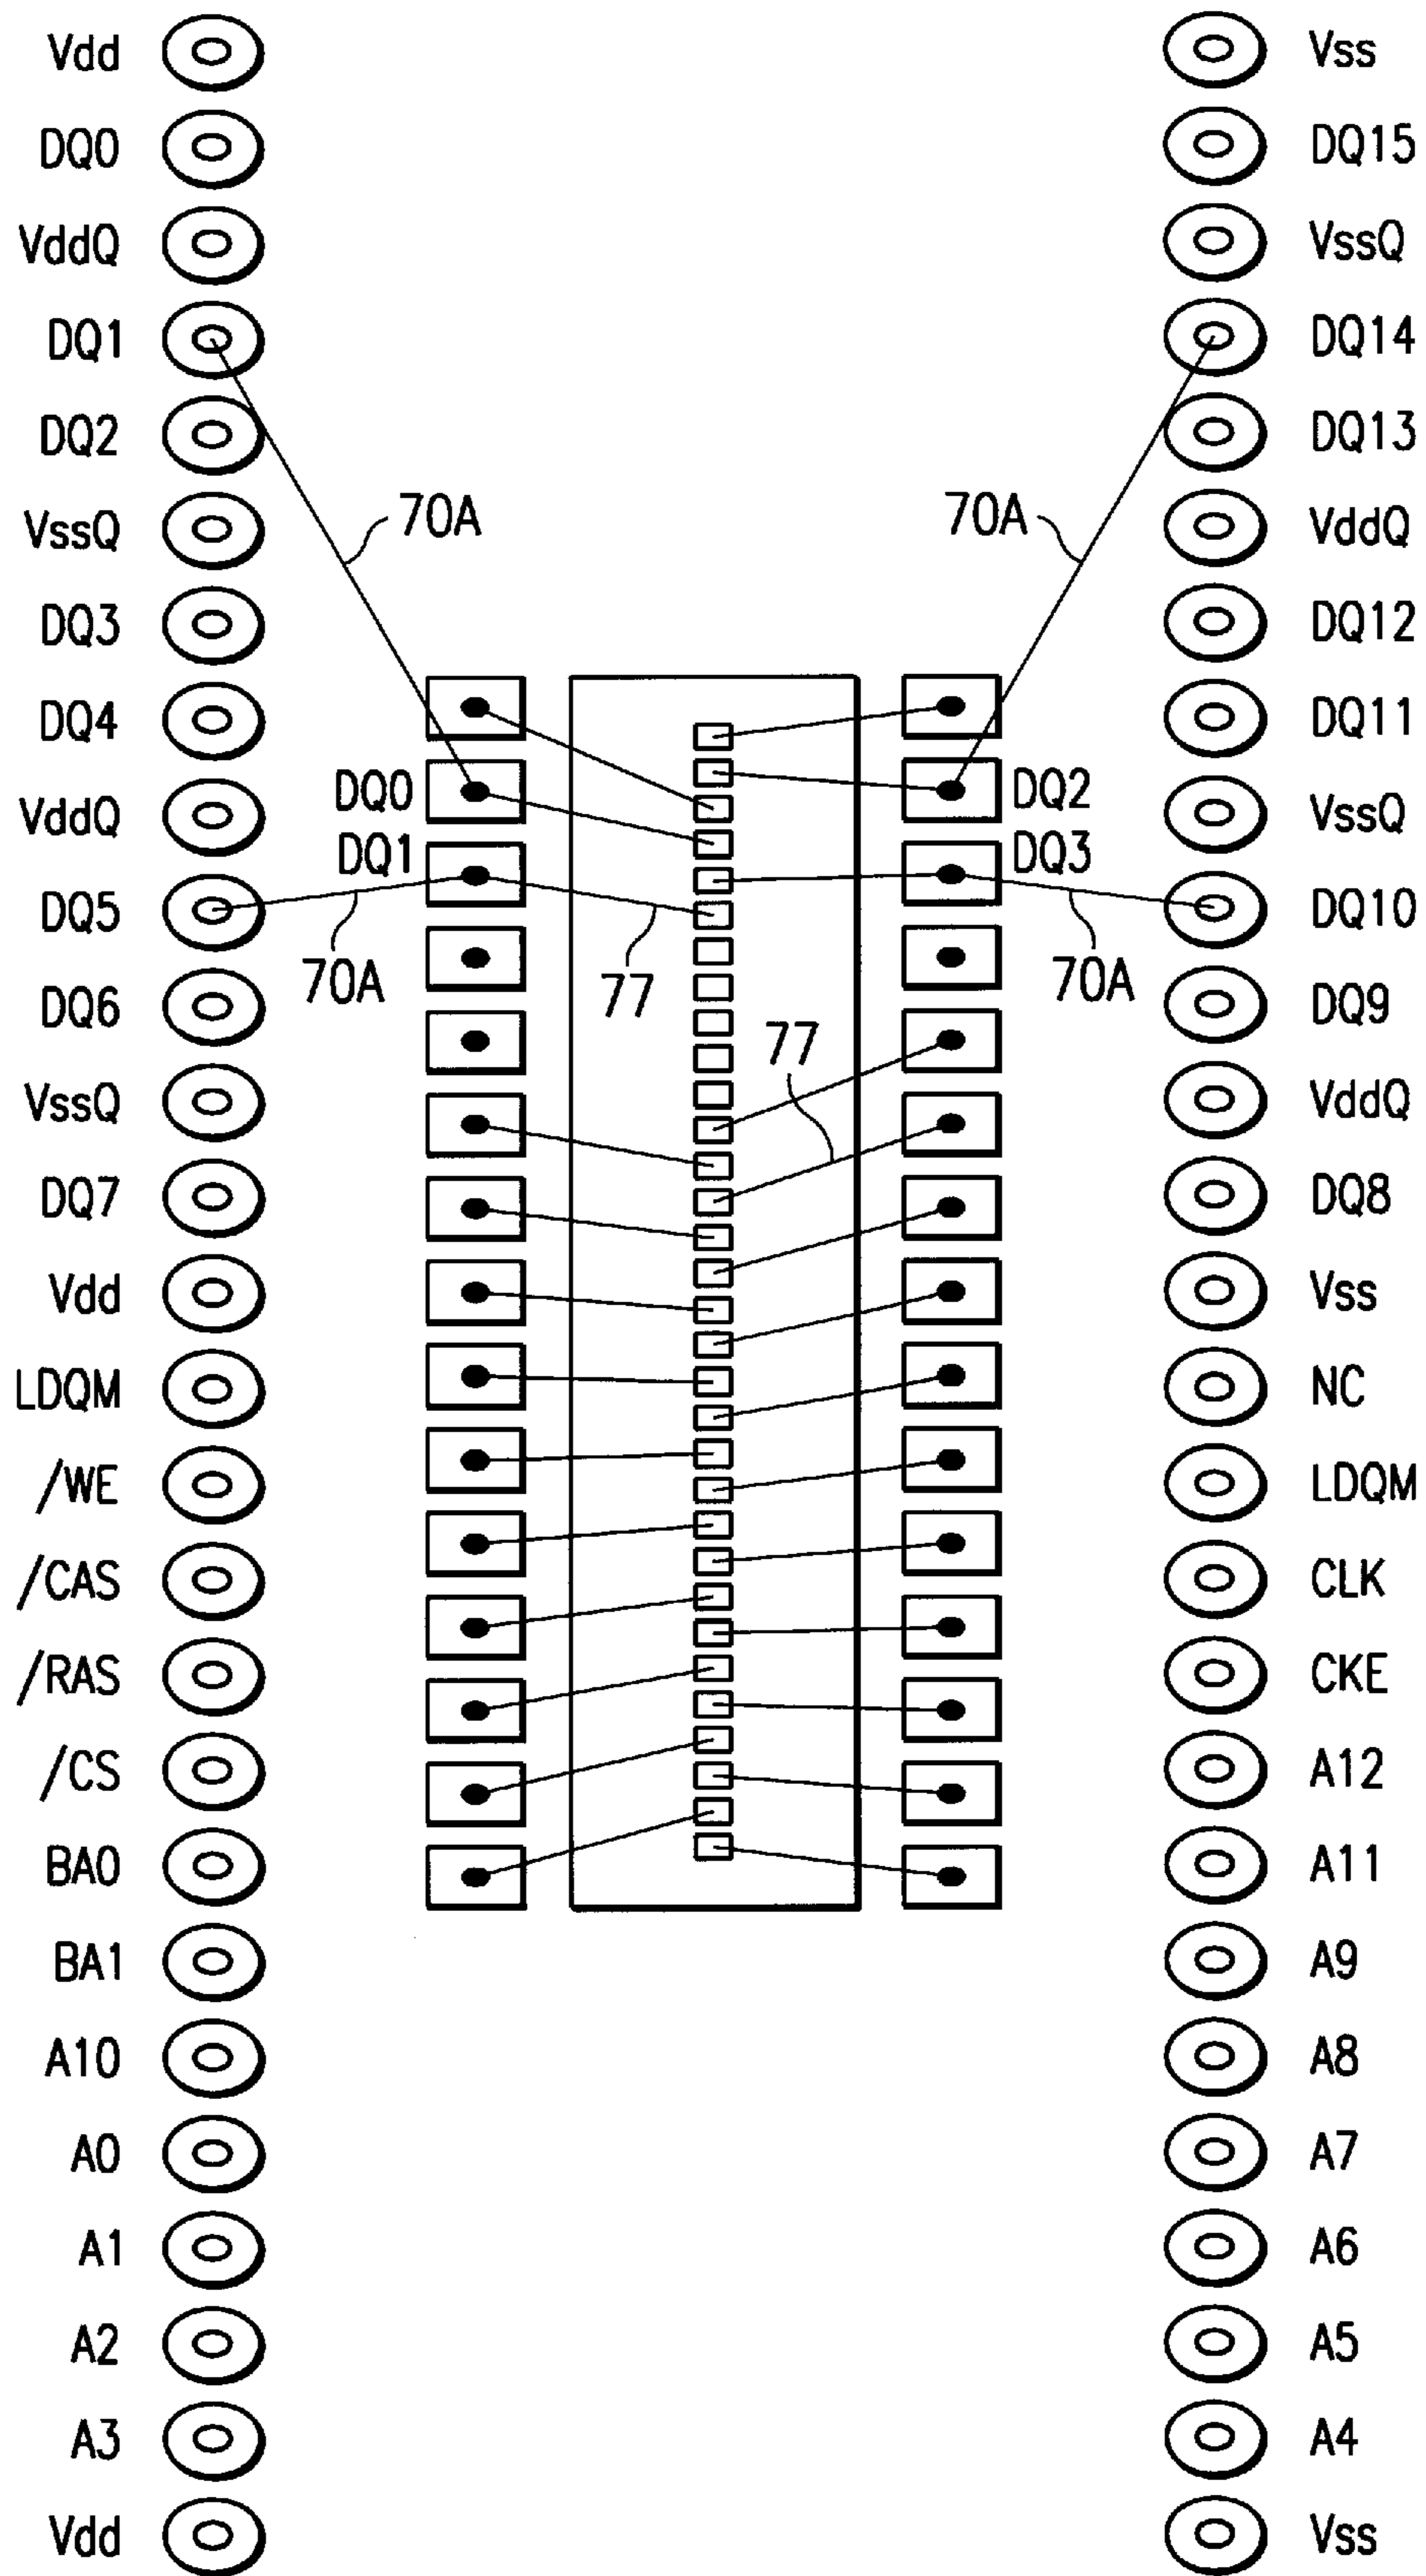 Vdd Vss
DQ0 DQ15
VddQ VssQ
DQ1 DQ14
DQ2 DQ13
70A 70A
VssQ VddQ
DQ3 DQ12
DQ4 DQ11
DQ0 DQ2
VddQ VssQ
DQ1 DQ3
DQ5 DQ10
70A 77 70A
DQ6 DQ9
77
VssQ VddQ
DQ7 DQ8
Vdd Vss
LDQM NC
/WE LDQM
/CAS CLK
/RAS CKE
/CS A12
BA0 A11
BA1 A9
A10 A8
A0 A7
A1 A6
A2 A5
A3 A4
Vdd Vss